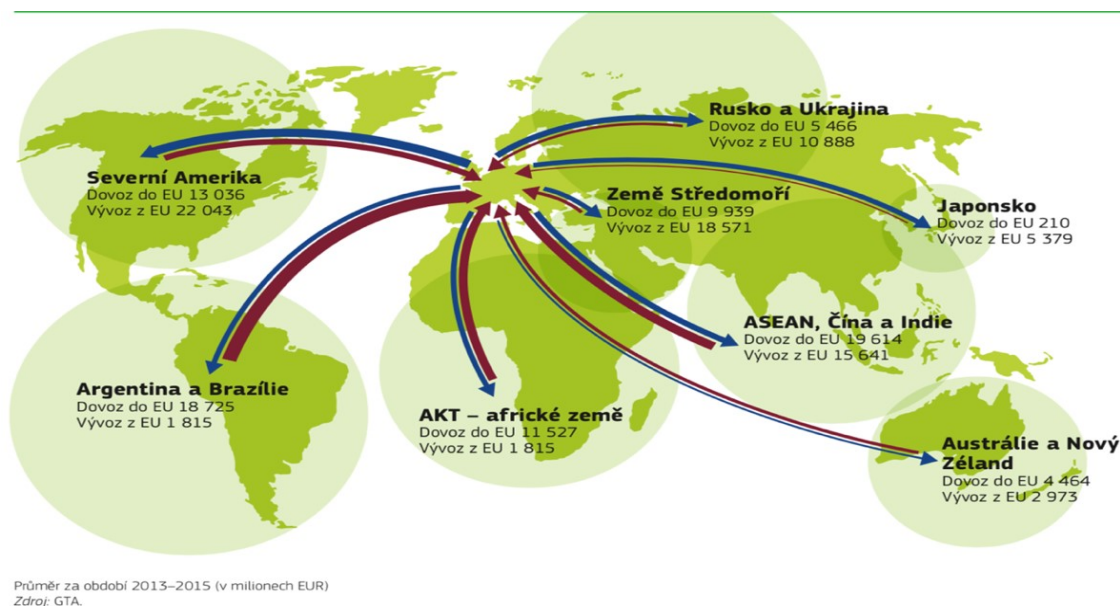 Rusko a Ukrajina
Dovoz do EU 5 466
Vývoz z EU 10 888
Severní Amerika
Dovoz do EU 13 036
Vývoz z EU 22 043
Země Středomoří
Dovoz do EU 9 939
Vývoz z EU 18 571
Japonsko
Dovoz do EU 210
Vývoz z EU 5 379
ASEAN, Čína a Indie
Dovoz do EU 19 614
Vývoz z EU 15 641
Argentina a Brazílie
Dovoz do EU 18 725
Vývoz z EU 1 815
AKT – africké země
Dovoz do EU 11 527
Vývoz z EU 1 815
Austrálie a Nový
Zéland
Dovoz do EU 4 464
Vývoz z EU 2 973
Průměr za období 2013–2015 (v milionech EUR)
Zdroj: GTA.